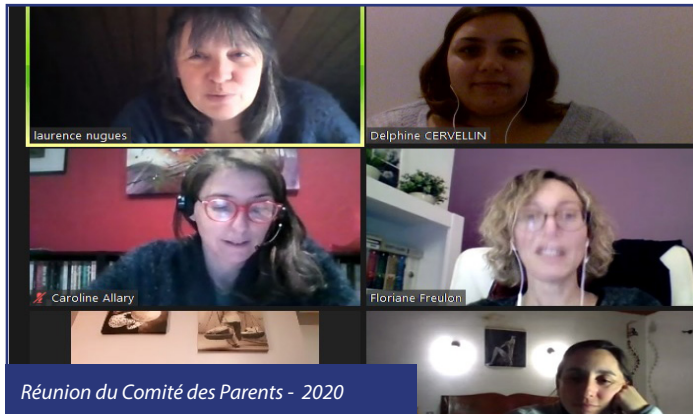 laurence nugues
Delphine CERVELLIN
Caroline Allary
Floriane Freulon
Réunion du Comité des Parents - 2020